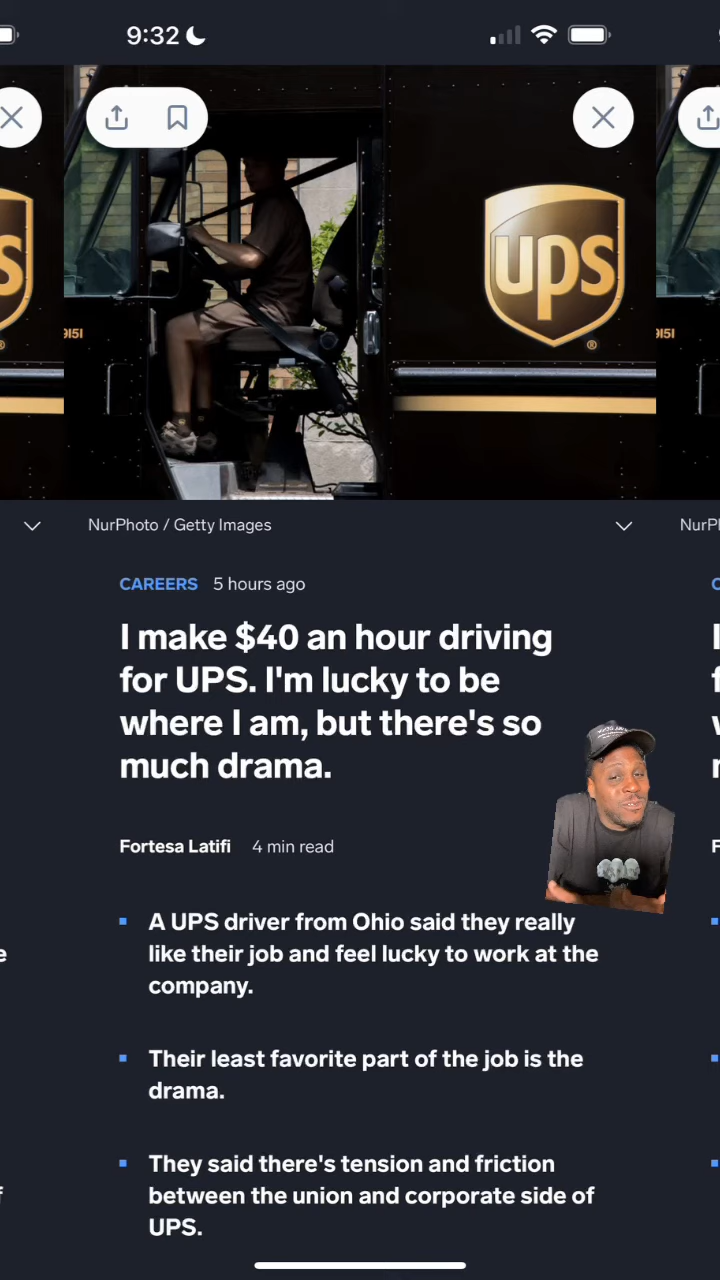 9:32
ups
S
9151
9151
NurPhoto / Getty Images
NurPh
CAREERS 5 hours ago
I make $40 an hour driving
for UPS. I'm lucky to be
where I am, but there's so
much drama.
Fortesa Latifi 4 min read
A UPS driver from Ohio said they really
like their job and feel lucky to work at the
company.
Their least favorite part of the job is the
drama.
They said there's tension and friction
between the union and corporate side of
UPS.